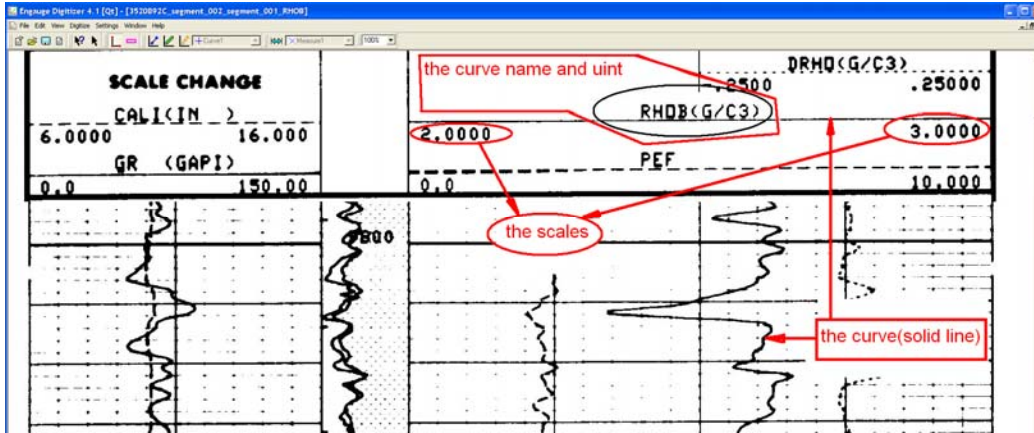 Engauge Digitizer 4.1 [Qt] - [3520892C_segment_002_segment_001_RHOB]
File Edit View Digitize Settings Window Help
Curve1 Measure1 100%
the curve name and uint
DRHO(G/C3)
SCALE CHANGE
.2500 .25000
CALI(IN )
RHOB(G/C3)
6.0000 16.000 2.0000 3.0000
GR (GAPI)
PEF
0.0 150.00 0.0 10.000
the scales
the curve(solid line)